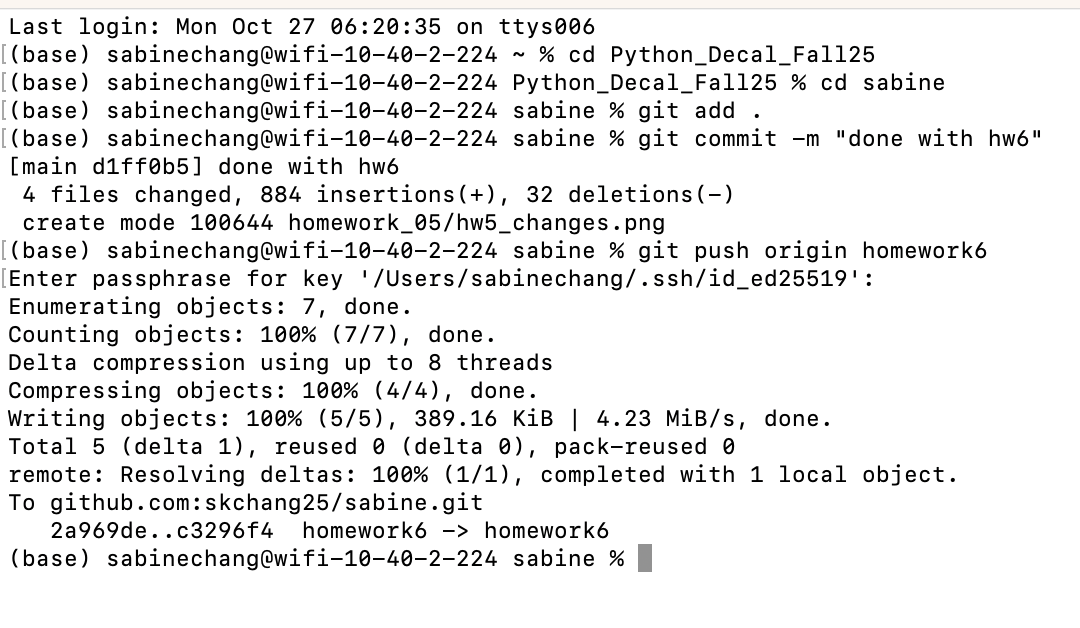 Last login: Mon Oct 27 06:20:35 on ttys006
[(base) sabinechang@wifi-10-40-2-224 ~ % cd Python_Decal_Fall25
[(base) sabinechang@wifi-10-40-2-224 Python_Decal_Fall25 % cd sabine
[(base) sabinechang@wifi-10-40-2-224 sabine % git add .
[(base) sabinechang@wifi-10-40-2-224 sabine % git commit -m "done with hw6"
[main d1ff0b5] done with hw6
 4 files changed, 884 insertions(+), 32 deletions(-)
 create mode 100644 homework_05/hw5_changes.png
[(base) sabinechang@wifi-10-40-2-224 sabine % git push origin homework6
[Enter passphrase for key '/Users/sabinechang/.ssh/id_ed25519':
Enumerating objects: 7, done.
Counting objects: 100% (7/7), done.
Delta compression using up to 8 threads
Compressing objects: 100% (4/4), done.
Writing objects: 100% (5/5), 389.16 KiB | 4.23 MiB/s, done.
Total 5 (delta 1), reused 0 (delta 0), pack-reused 0
remote: Resolving deltas: 100% (1/1), completed with 1 local object.
To github.com:skchang25/sabine.git
   2a969de..c3296f4  homework6 -> homework6
(base) sabinechang@wifi-10-40-2-224 sabine %